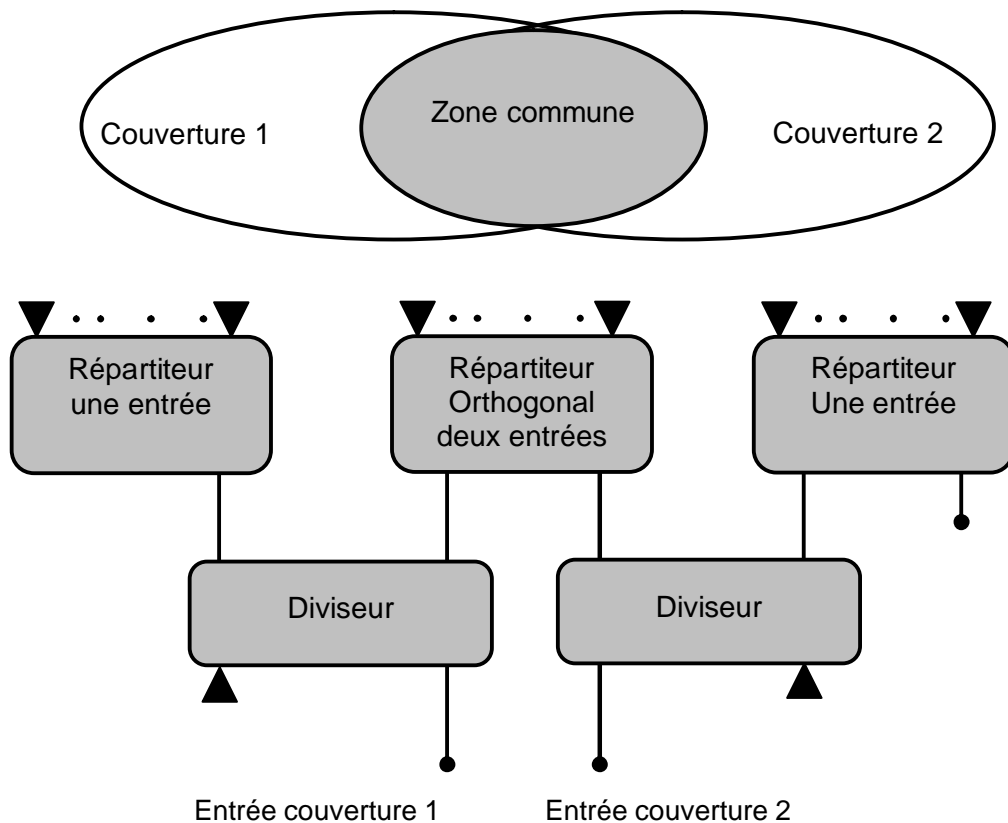 Zone commune
Couverture 1
Couverture 2
Répartiteur
une entrée
Répartiteur
Orthogonal
deux entrées
Répartiteur
Une entrée
Diviseur
Diviseur
Entrée couverture 1
Entrée couverture 2